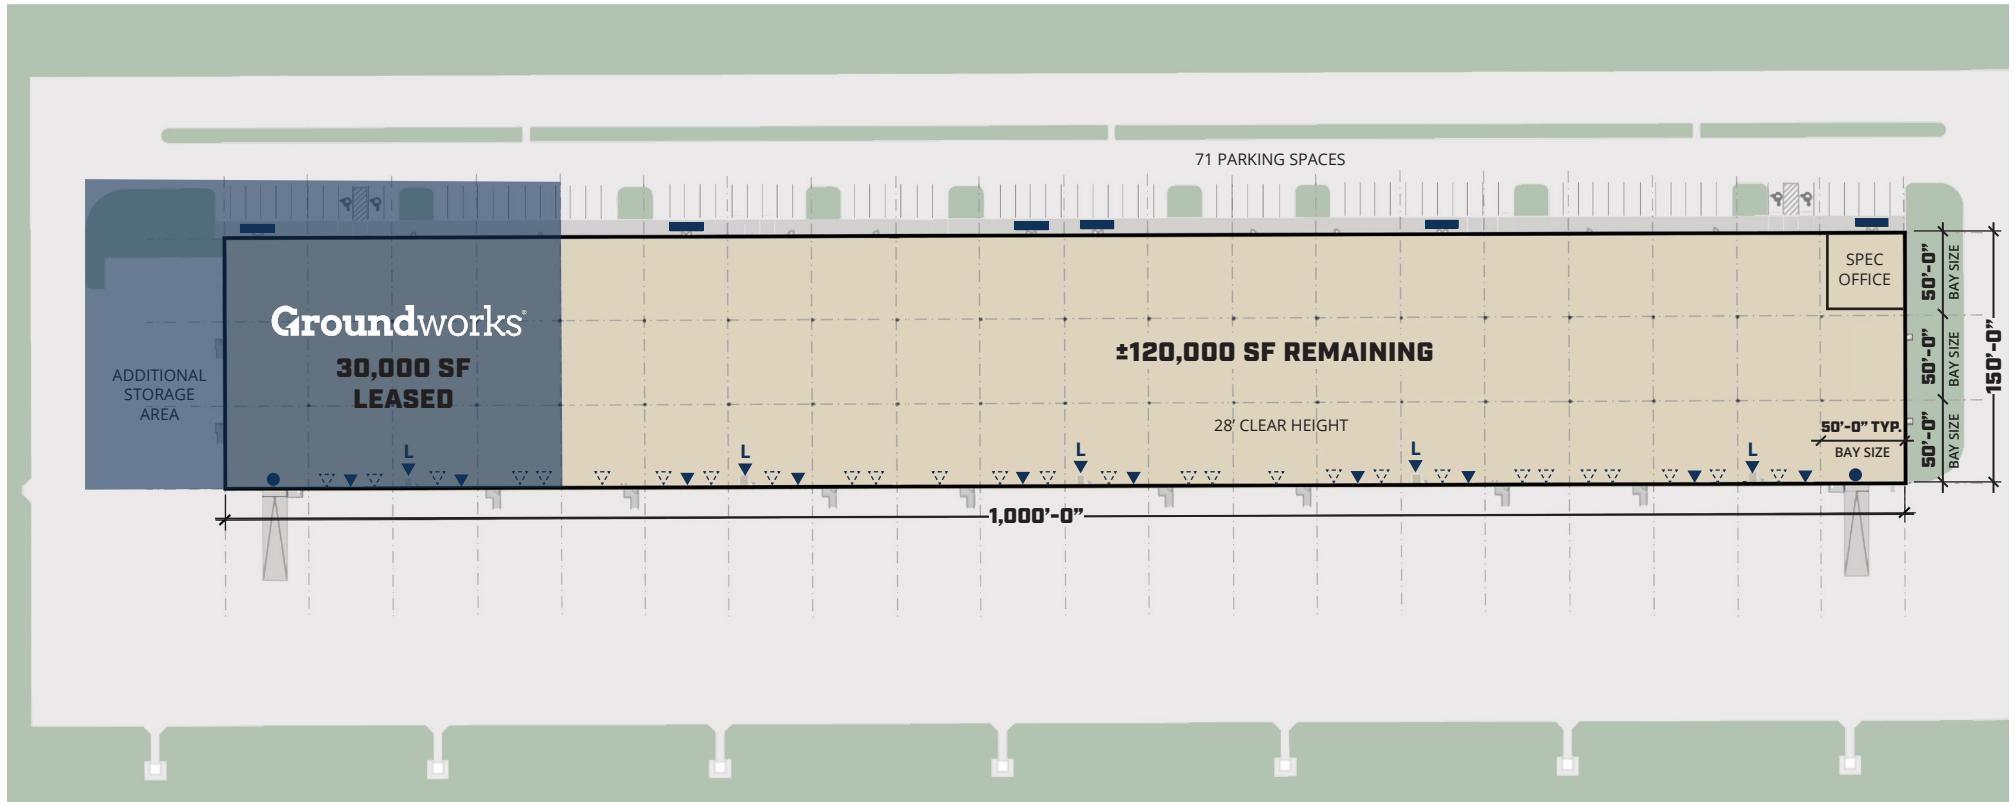 71 PARKING SPACES
SPEC
OFFICE
Groundworks®
30,000 SF
LEASED
ADDITIONAL
STORAGE
AREA
±120,000 SF REMAINING
28' CLEAR HEIGHT
50'-0" TYP.
BAY SIZE
50'-0"
BAY SIZE
50'-0"
BAY SIZE
50'-0"
BAY SIZE
150'-0"
L
L
L
L
L
1,000'-0"